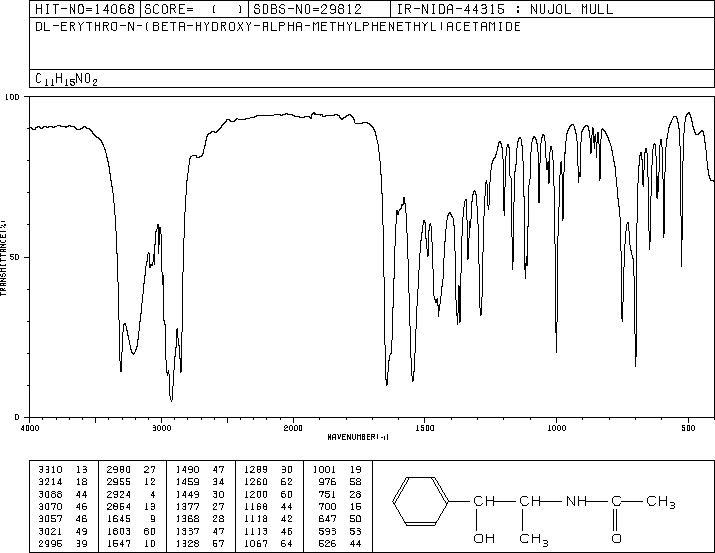 HIT-NO=14068 SCORE= ( ) SDBS-NO=29812 IR-NIDA-44315 : NUJOL MULL
DL-ERYTHRO-N-(BETA-HYDROXY-ALPHA-METHYLPHENETHYL)ACETAMIDE
C11H15NO2
100
50
0
TRANSMITTANCE(%)
4000 3000 2000 1500 1000 500
WAVENUMBER(-1)
3310 13 2980 27 1490 47 1289 30 1001 19
3214 18 2955 12 1459 34 1260 62 976 58
3088 44 2924 4 1449 30 1200 60 751 28
3070 46 2854 13 1377 27 1168 44 700 15
3057 46 1645 9 1368 28 1118 42 647 50
3021 49 1603 60 1337 47 1113 46 593 53
2995 39 1547 10 1328 57 1067 64 526 44
CH CH NH C CH3
OH CH3 O